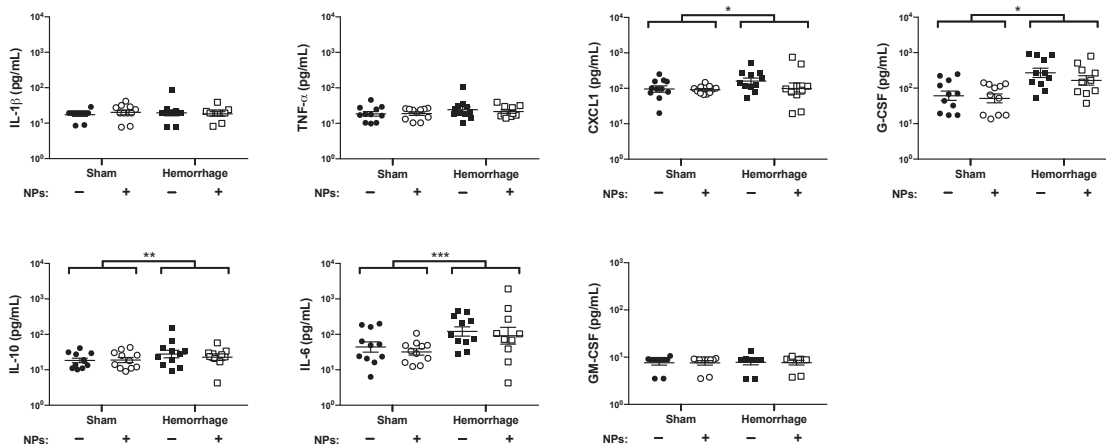 IL-1β (pg/mL)
10⁴
10³
10²
10¹
10⁰
Sham Hemorrhage
NPs: − + − +
TNF-α (pg/mL)
10⁴
10³
10²
10¹
10⁰
Sham Hemorrhage
NPs: − + − +
CXCL1 (pg/mL)
*
10⁴
10³
10²
10¹
10⁰
Sham Hemorrhage
NPs: − + − +
G-CSF (pg/mL)
*
10⁴
10³
10²
10¹
10⁰
Sham Hemorrhage
NPs: − + − +
IL-10 (pg/mL)
**
10⁴
10³
10²
10¹
10⁰
Sham Hemorrhage
NPs: − + − +
IL-6 (pg/mL)
***
10⁴
10³
10²
10¹
10⁰
Sham Hemorrhage
NPs: − + − +
GM-CSF (pg/mL)
10⁴
10³
10²
10¹
10⁰
Sham Hemorrhage
NPs: − + − +